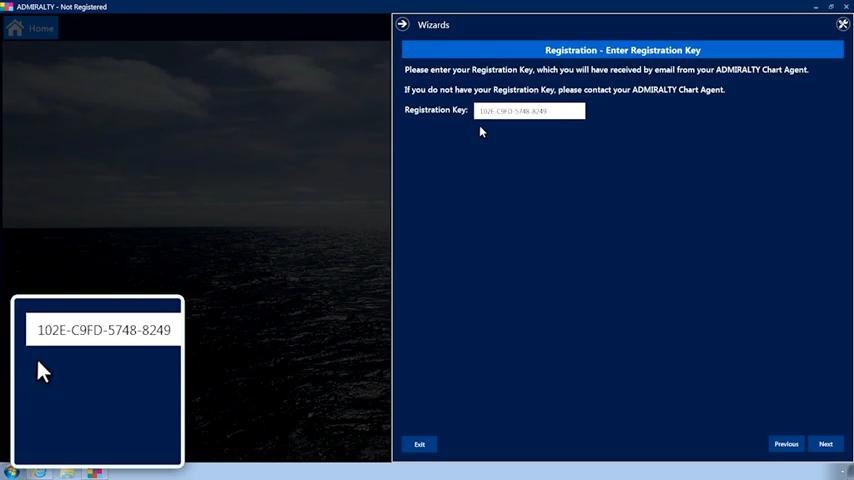 ADMIRALTY - Not Registered
Home
Wizards
Registration - Enter Registration Key
Please enter your Registration Key, which you will have received by email from your ADMIRALTY Chart Agent.
If you do not have your Registration Key, please contact your ADMIRALTY Chart Agent.
Registration Key: 102E-C9FD-5748-8249
102E-C9FD-5748-8249
Exit
Previous
Next